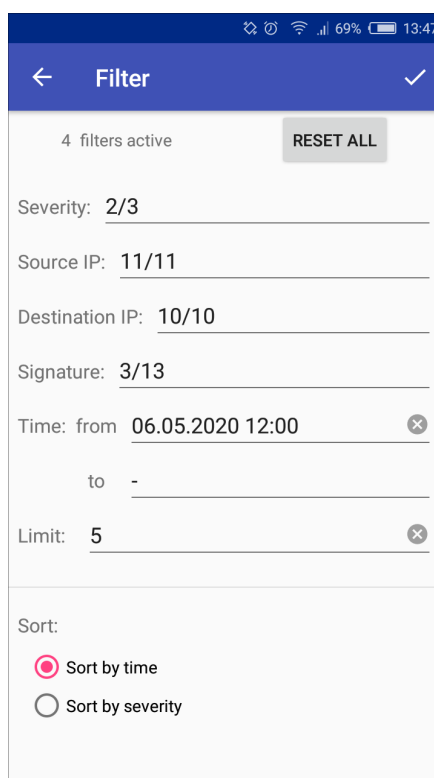 69% 13:47
Filter
4 filters active RESET ALL
Severity: 2/3
Source IP: 11/11
Destination IP: 10/10
Signature: 3/13
Time: from 06.05.2020 12:00
to -
Limit: 5
Sort:
Sort by time
Sort by severity